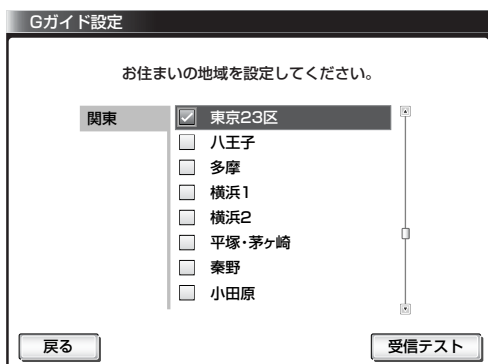 Gガイド設定
お住まいの地域を設定してください。
関東
東京23区
八王子
多摩
横浜1
横浜2
平塚・茅ヶ崎
秦野
小田原
戻る
受信テスト